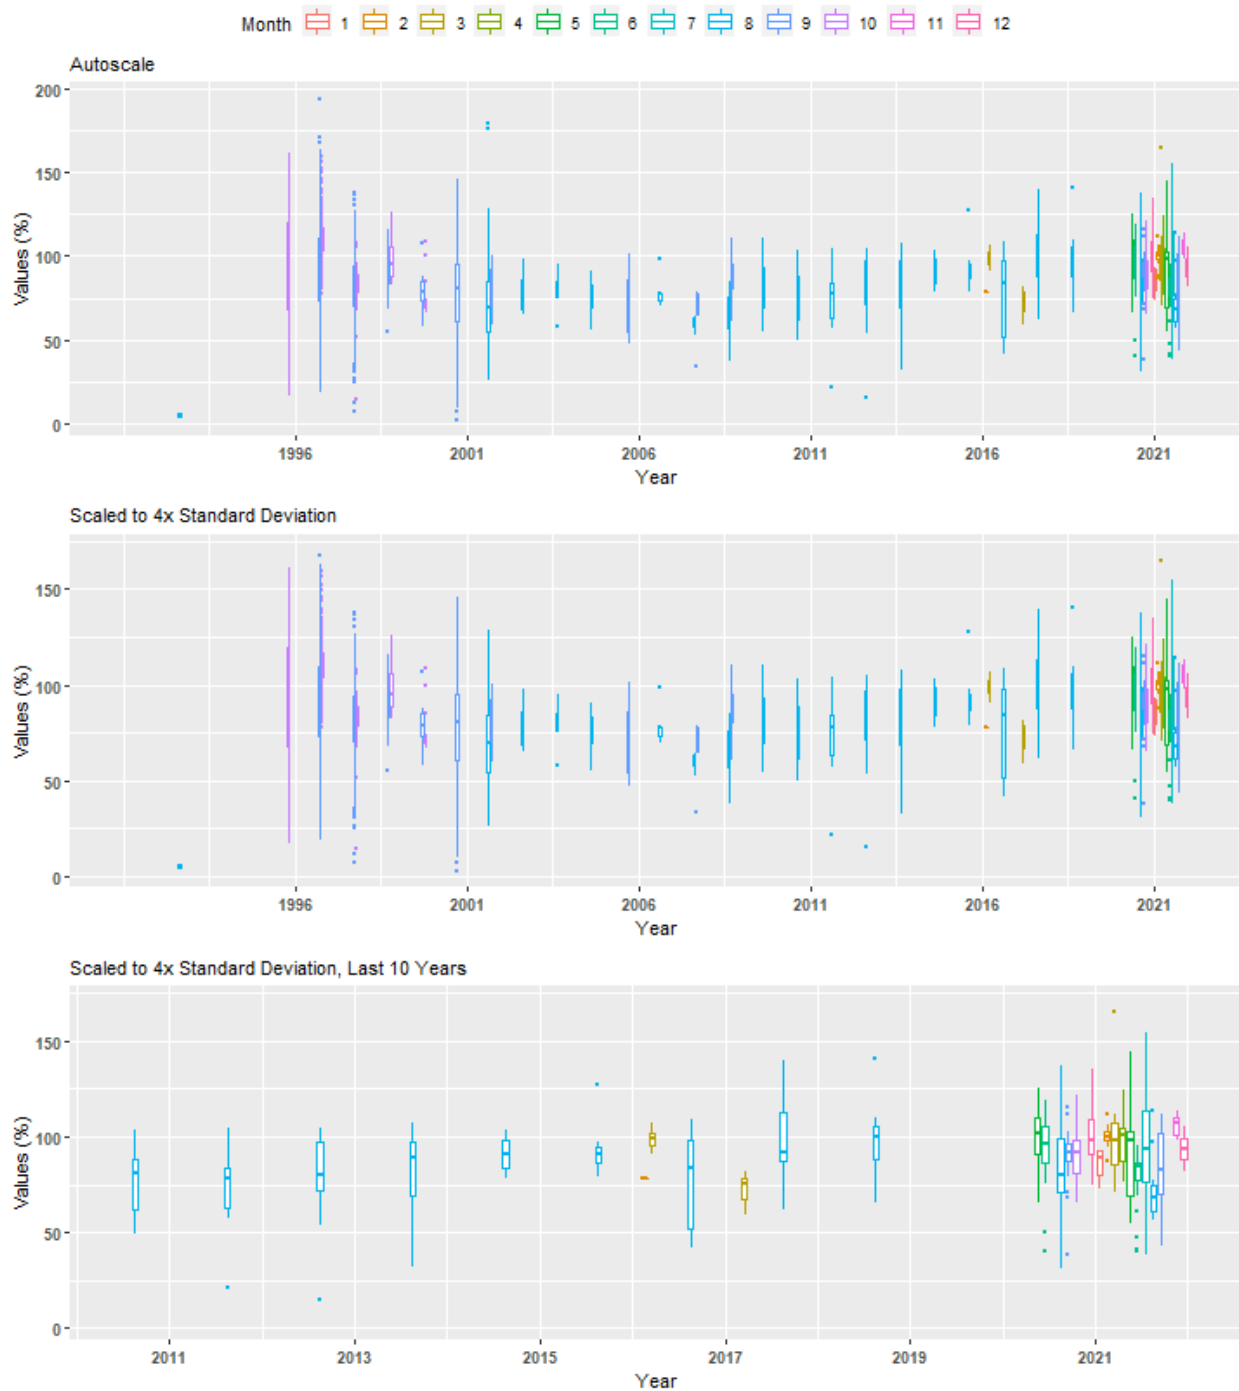 Month 1 2 3 4 5 6 7 8 9 10 11 12
Autoscale
Values (%)
200
150
100
50
0
1996 2001 2006 2011 2016 2021
Year
Scaled to 4x Standard Deviation
Values (%)
150
100
50
0
1996 2001 2006 2011 2016 2021
Year
Scaled to 4x Standard Deviation, Last 10 Years
Values (%)
150
100
50
0
2011 2013 2015 2017 2019 2021
Year